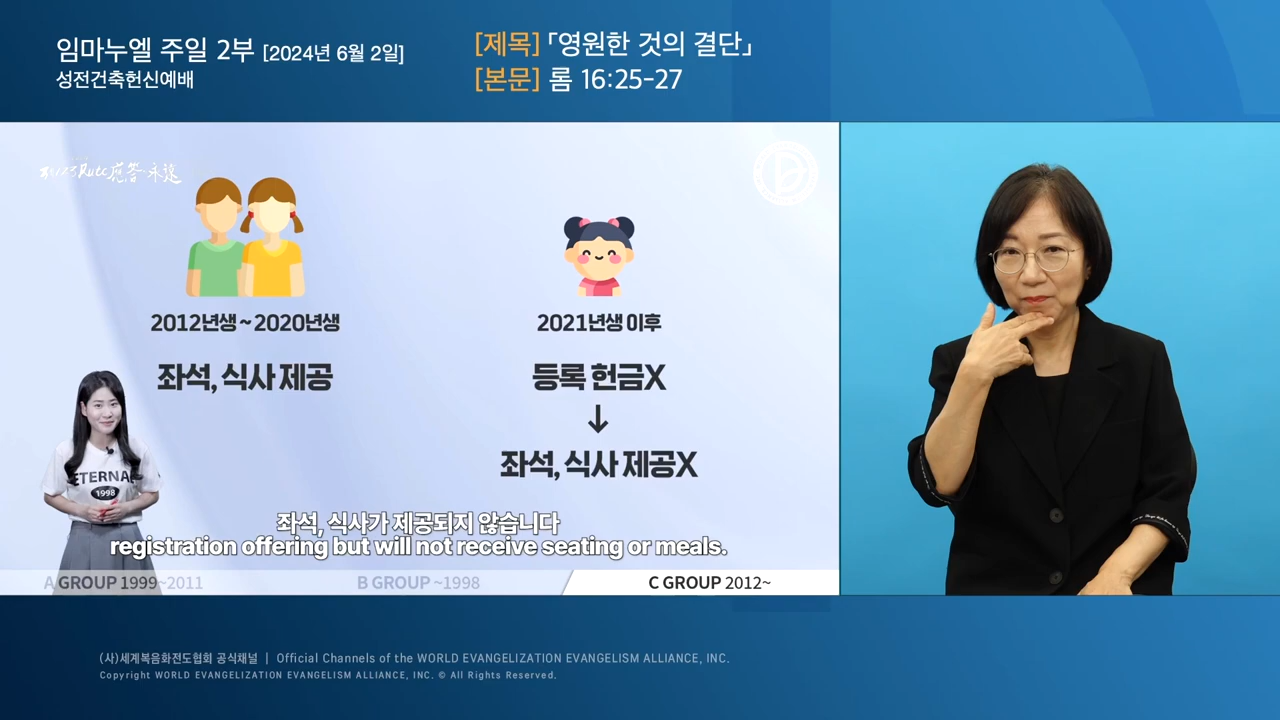 임마누엘 주일 2부 [2024년 6월 2일]
성전건축헌신예배
[제목] 「영원한 것의 결단」
[본문] 롬 16:25-27
2012년생 ~ 2020년생
좌석, 식사 제공
2021년생 이후
등록 헌금X
↓
좌석, 식사 제공X
ETERNAL
1998
좌석, 식사가 제공되지 않습니다
registration offering but will not receive seating or meals.
A GROUP 1999~2011
B GROUP ~1998
C GROUP 2012~
(사)세계복음화전도협회 공식채널 | Official Channels of the WORLD EVANGELIZATION EVANGELISM ALLIANCE, INC.
Copyright WORLD EVANGELIZATION EVANGELISM ALLIANCE, INC. © All Rights Reserved.